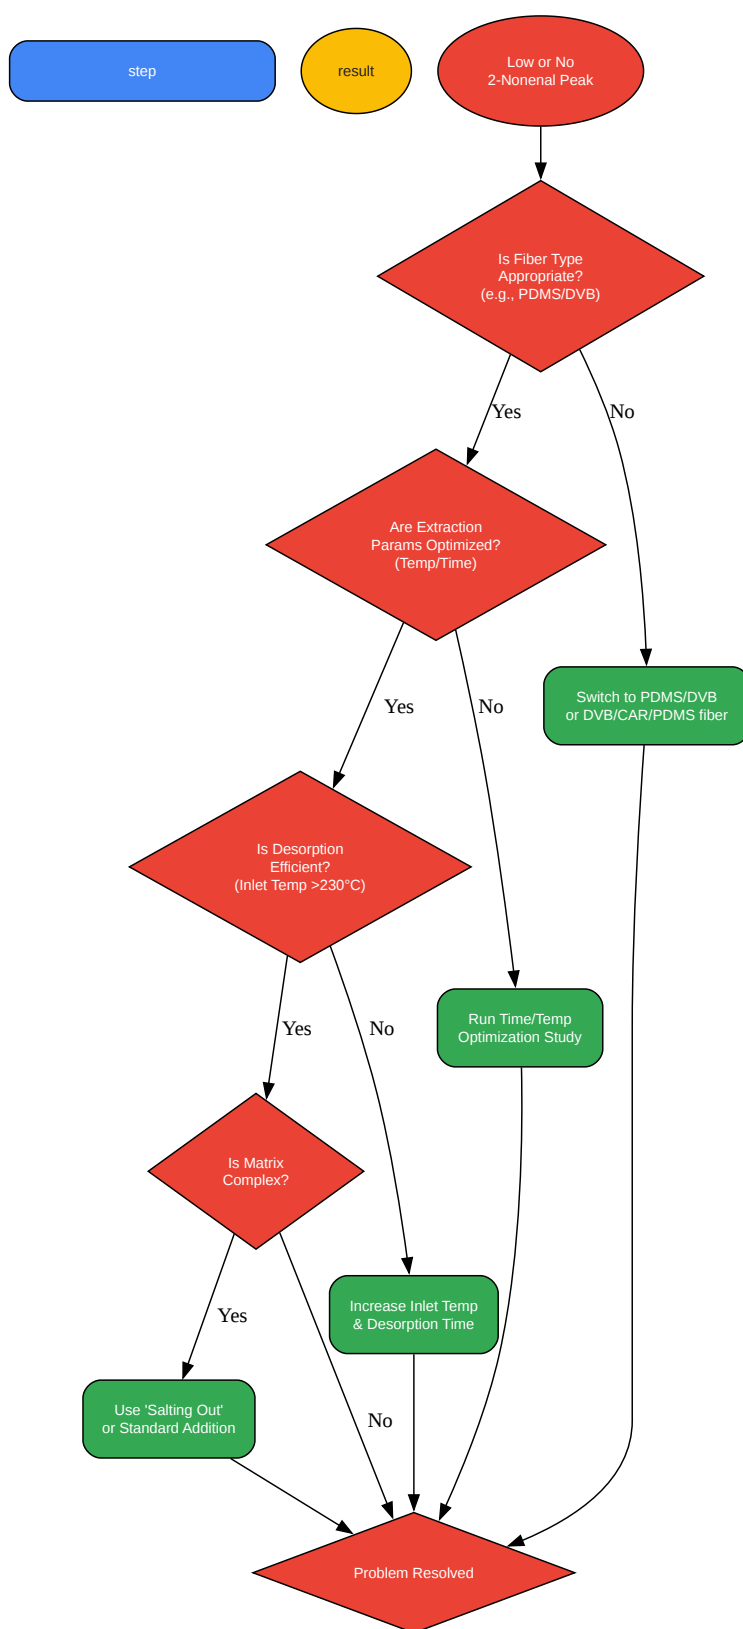 step
result
Low or No
2-Nonenal Peak
Is Fiber Type
Appropriate?
(e.g., PDMS/DVB)
Yes
No
Are Extraction
Params Optimized?
(Temp/Time)
Switch to PDMS/DVB
or DVB/CAR/PDMS fiber
Yes
No
Is Desorption
Efficient?
(Inlet Temp >230°C)
Run Time/Temp
Optimization Study
Yes
No
Is Matrix
Complex?
Increase Inlet Temp
& Desorption Time
Yes
No
Use 'Salting Out'
or Standard Addition
Problem Resolved